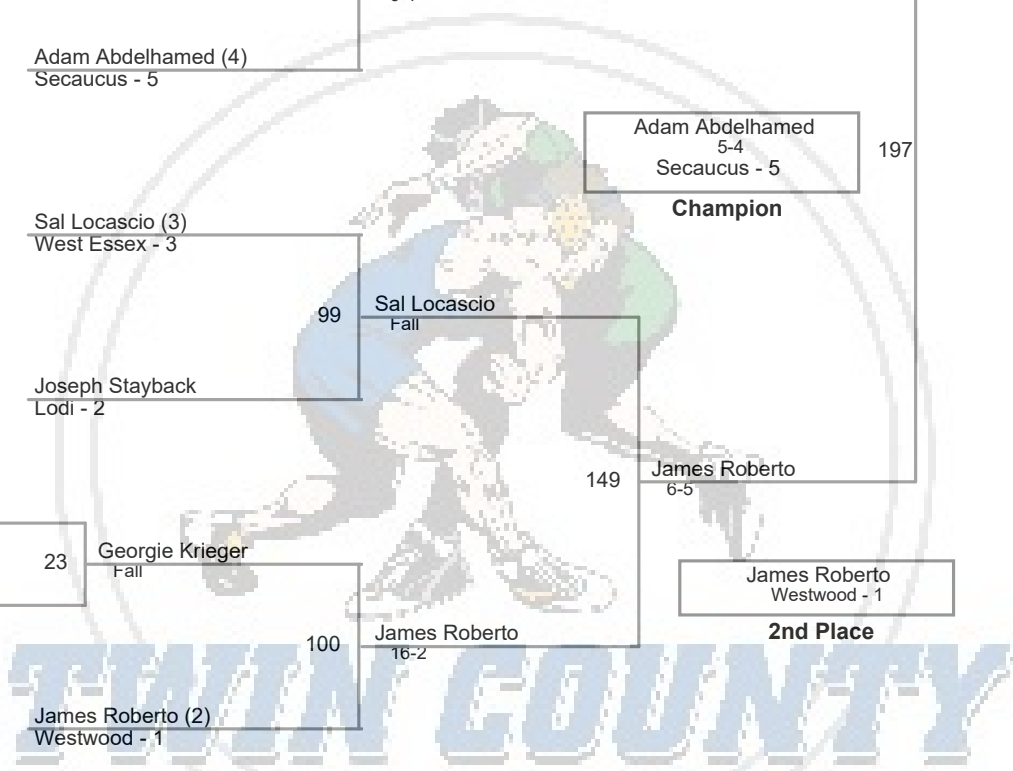 Adam Abdelhamed (4)
Secaucus - 5
Adam Abdelhamed
5-4
Secaucus - 5
Champion
197
Sal Locascio (3)
West Essex - 3
99
Sal Locascio
Fall
Joseph Stayback
Lodi - 2
149
James Roberto
6-5
23
Georgie Krieger
Fall
James Roberto
Westwood - 1
2nd Place
100
James Roberto
16-2
James Roberto (2)
Westwood - 1
TWIN COUNTY